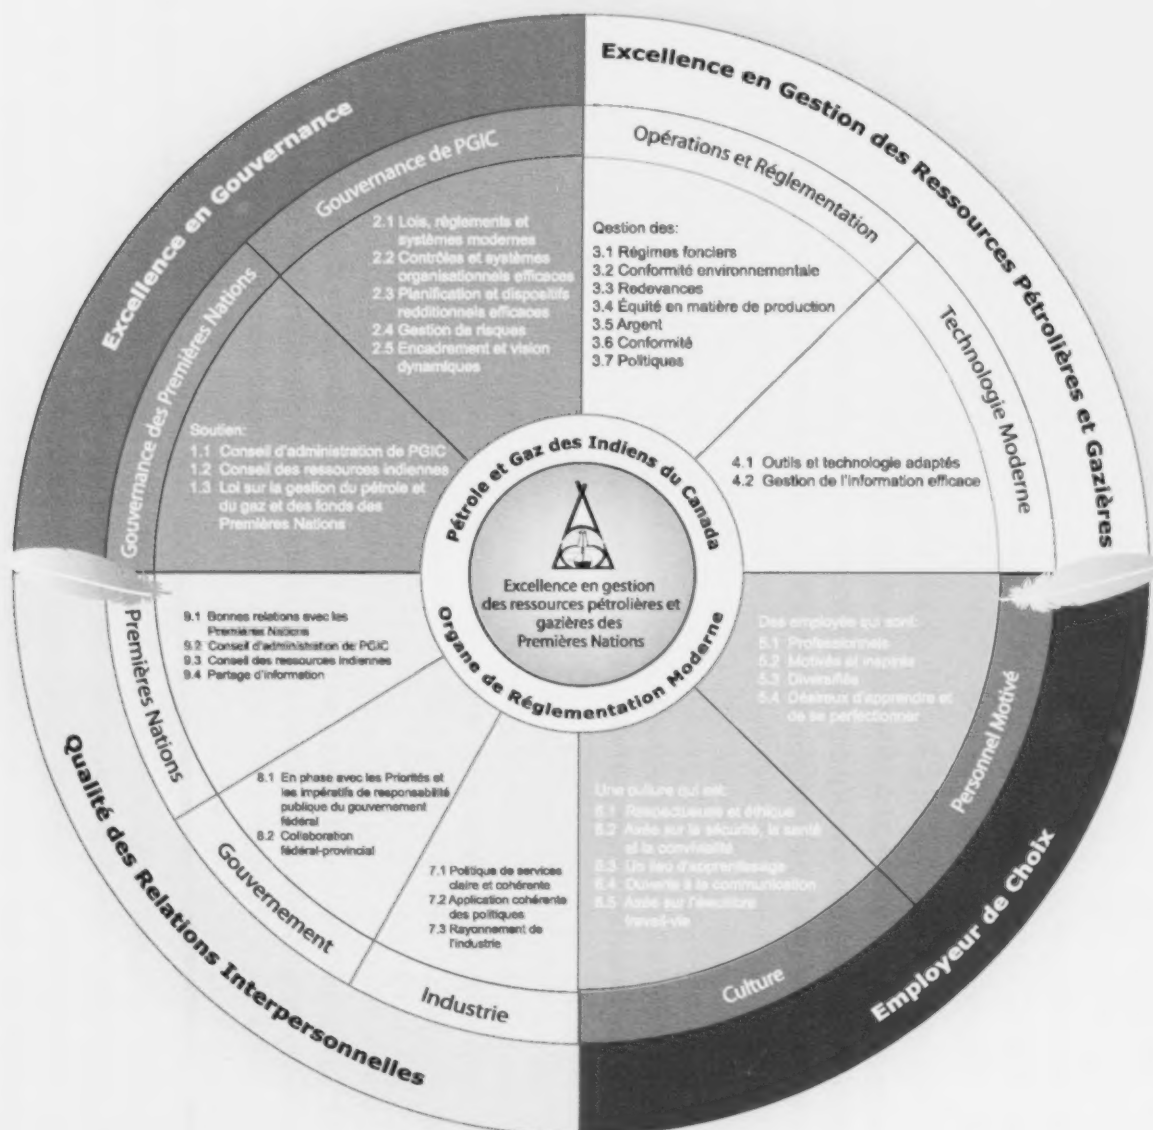 Excellence en Gouvernance
Gouvernance de PGIC
2.1 Lois, règlements et
systèmes modernes
2.2 Contrôles et systèmes
organisationnels efficaces
2.3 Planification et dispositifs
redditionnels efficaces
2.4 Gestion de risques
2.5 Encadrement et vision
dynamiques
Gouvernance des Premières Nations
Soutien:
1.1 Conseil d'administration de PGIC
1.2 Conseil des ressources indiennes
1.3 Loi sur la gestion du pétrole et
du gaz et des fonds des
Premières Nations
Excellence en Gestion des Ressources Pétrolières et Gazières
Opérations et Réglementation
Qestion des:
3.1 Régimes fonciers
3.2 Conformité environnementale
3.3 Redevances
3.4 Équité en matière de production
3.5 Argent
3.6 Conformité
3.7 Politiques
Technologie Moderne
4.1 Outils et technologie adaptés
4.2 Gestion de l'information efficace
Pétrole et Gaz des Indiens du Canada
Excellence en gestion
des ressources pétrolières et
gazières des
Premières Nations
Organe de Réglementation Moderne
Employeur de Choix
Personnel Motivé
Des employés qui sont:
5.1 Professionnels
5.2 Motivés et inspirés
5.3 Diversifiés
5.4 Désireux d'apprendre et
de se perfectionner
Culture
Une culture qui est:
6.1 Respectueuse et éthique
6.2 Axée sur la sécurité, la santé
et la convivialité
6.3 Un lieu d'apprentissage
6.4 Ouverte à la communication
6.5 Axée sur l'équilibre
travail-vie
Qualité des Relations Interpersonnelles
Industrie
7.1 Politique de services
claire et cohérente
7.2 Application cohérente
des politiques
7.3 Rayonnement de
l'industrie
Gouvernement
8.1 En phase avec les Priorités et
les impératifs de responsabilité
publique du gouvernement
fédéral
8.2 Collaboration
fédéral-provincial
Premières Nations
9.1 Bonnes relations avec les
Premières Nations
9.2 Conseil d'administration de PGIC
9.3 Conseil des ressources indiennes
9.4 Partage d'information